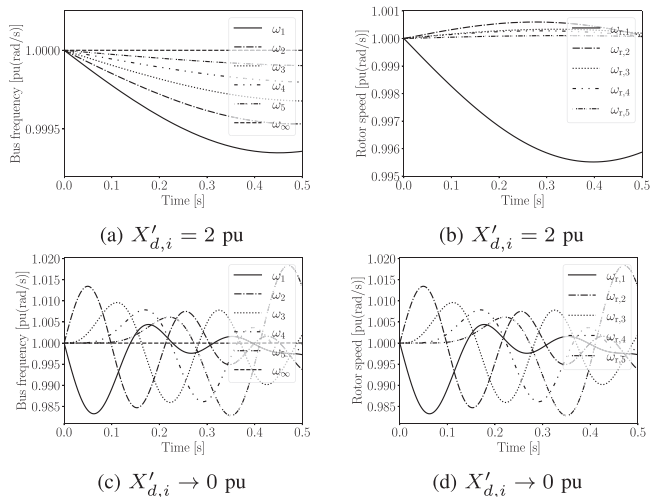 1.0000
0.9995
Bus frequency [pu(rad/s)]
ω₁
ω₂
ω₃
ω₄
ω₅
ω∞
0.0 0.1 0.2 0.3 0.4 0.5
Time [s]
(a) X′d,i = 2 pu
1.001
1.000
0.999
0.998
0.997
0.996
0.995
Rotor speed [pu(rad/s)]
ωr,1
ωr,2
ωr,3
ωr,4
ωr,5
0.0 0.1 0.2 0.3 0.4 0.5
Time [s]
(b) X′d,i = 2 pu
1.020
1.015
1.010
1.005
1.000
0.995
0.990
0.985
Bus frequency [pu(rad/s)]
ω₁
ω₂
ω₃
ω₄
ω₅
ω∞
0.0 0.1 0.2 0.3 0.4 0.5
Time [s]
(c) X′d,i → 0 pu
1.020
1.015
1.010
1.005
1.000
0.995
0.990
0.985
Rotor speed [pu(rad/s)]
ωr,1
ωr,2
ωr,3
ωr,4
ωr,5
0.0 0.1 0.2 0.3 0.4 0.5
Time [s]
(d) X′d,i → 0 pu